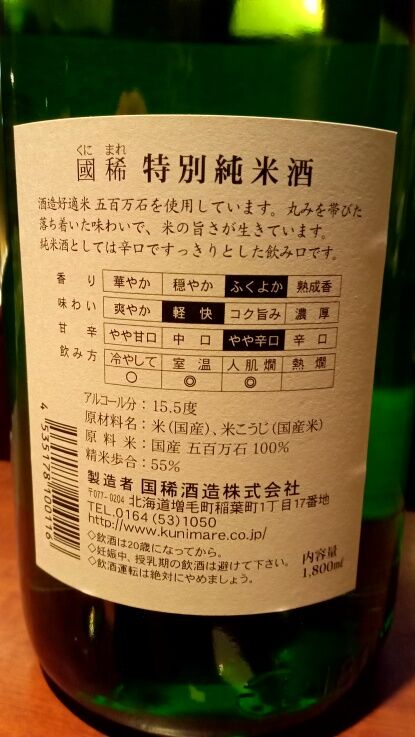 くに まれ
國 稀 特別純米酒
酒造好適米 五百万石を使用しています。丸みを帯びた
落ち着いた味わいで、米の旨さが生きています。
純米酒としては辛口ですっきりとした飲み口です。
香り 華やか 穏やか ふくよか 熟成香
味わい 爽やか 軽快 コク旨み 濃厚
甘辛 やや甘口 中口 やや辛口 辛口
飲み方 冷やして 室温 人肌燗 熱燗
○ ◎ ◎
アルコール分：15.5度
原材料名：米（国産）、米こうじ（国産米）
原料米：国産 五百万石 100%
精米歩合：55%
製造者 国稀酒造株式会社
〒077-0204 北海道増毛町稲葉町1丁目17番地
TEL.0164(53)1050
http://www.kunimare.co.jp/
◇飲酒は20歳になってから。
◇妊娠中、授乳期の飲酒は避けて下さい。
◇飲酒運転は絶対にやめましょう。
内容量
1,800ml
4 535178 100116